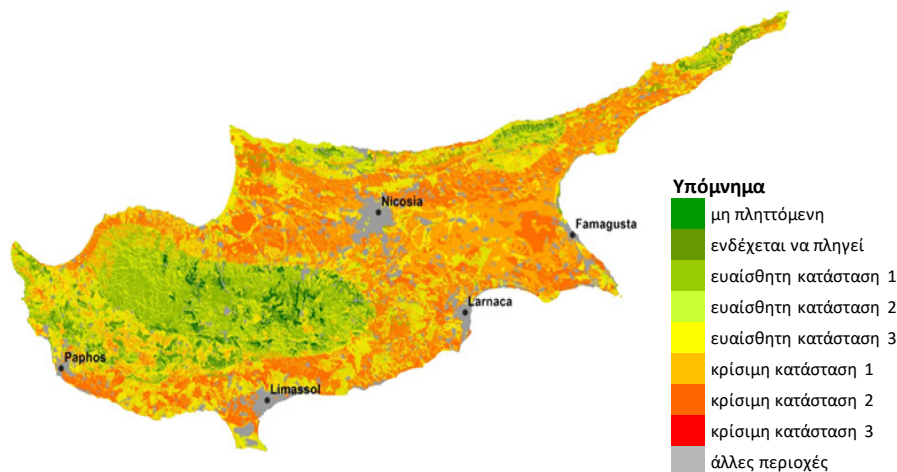 Nicosia
Famagusta
Larnaca
Paphos
Limassol
Υπόμνημα
μη πληττόμενη
ενδέχεται να πληγεί
ευαίσθητη κατάσταση 1
ευαίσθητη κατάσταση 2
ευαίσθητη κατάσταση 3
κρίσιμη κατάσταση 1
κρίσιμη κατάσταση 2
κρίσιμη κατάσταση 3
άλλες περιοχές